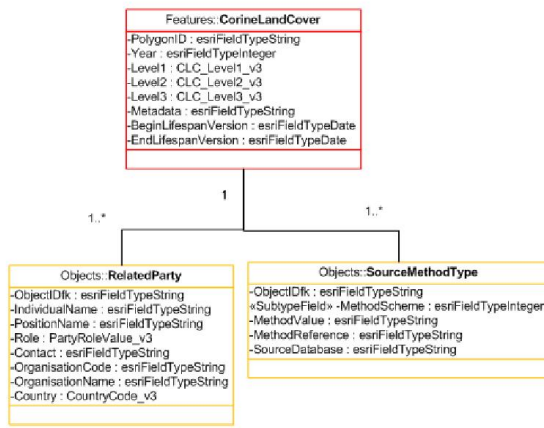 Features::CorineLandCover
-PolygonID : esriFieldTypeString
-Year : esriFieldTypeInteger
-Level1 : CLC_Level1_v3
-Level2 : CLC_Level2_v3
-Level3 : CLC_Level3_v3
-Metadata : esriFieldTypeString
-BeginLifespanVersion : esriFieldTypeDate
-EndLifespanVersion : esriFieldTypeDate
1
1..*
1..*
Objects::RelatedParty
-ObjectIDfk : esriFieldTypeString
-IndividualName : esriFieldTypeString
-PositionName : esriFieldTypeString
-Role : PartyRoleValue_v3
-Contact : esriFieldTypeString
-OrganisationCode : esriFieldTypeString
-OrganisationName : esriFieldTypeString
-Country : CountryCode_v3
Objects::SourceMethodType
-ObjectIDfk : esriFieldTypeString
«SubtypeField» -MethodScheme : esriFieldTypeInteger
-MethodValue : esriFieldTypeString
-MethodReference : esriFieldTypeString
-SourceDatabase : esriFieldTypeString